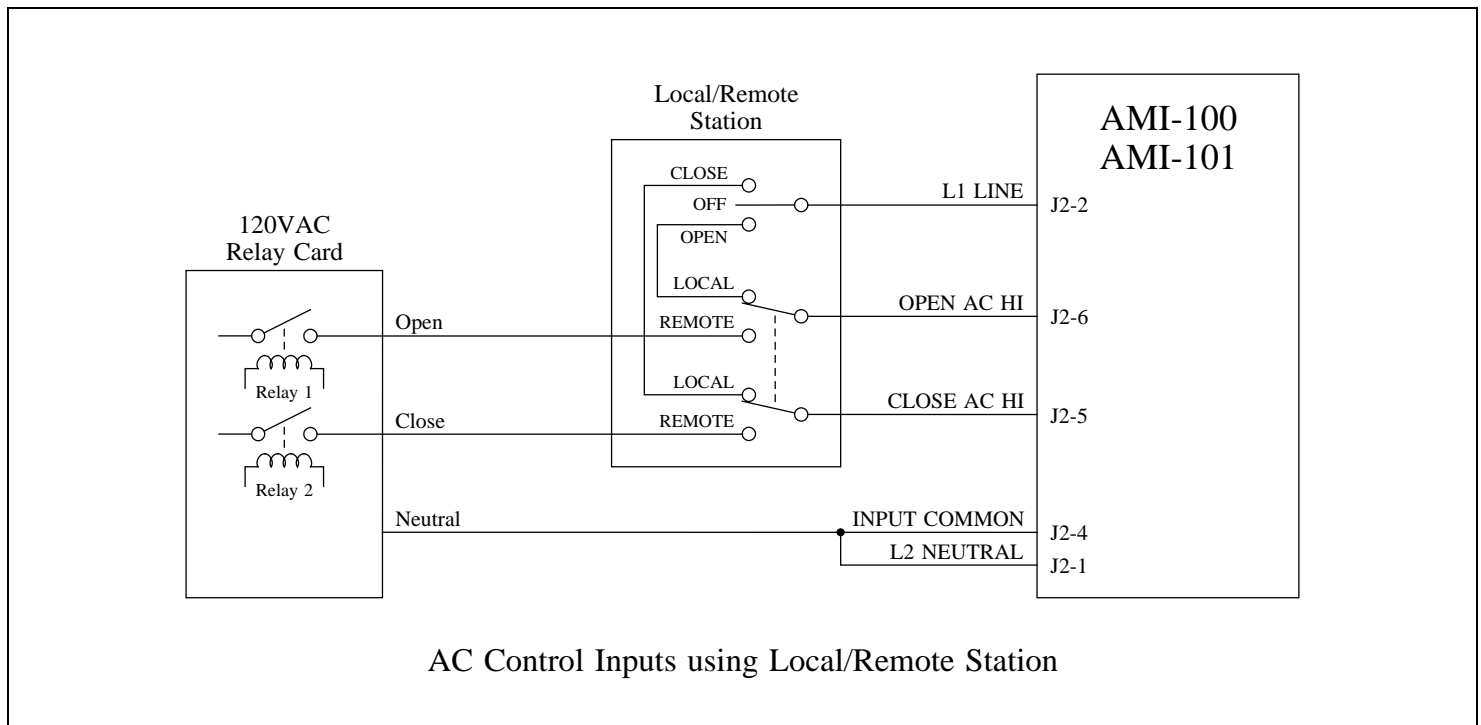 Local/Remote
Station
AMI-100
AMI-101
CLOSE
OFF
OPEN
L1 LINE
J2-2
120VAC
Relay Card
LOCAL
OPEN AC HI
J2-6
Open
REMOTE
Relay 1
LOCAL
CLOSE AC HI
J2-5
Close
REMOTE
Relay 2
Neutral
INPUT COMMON
J2-4
L2 NEUTRAL
J2-1
AC Control Inputs using Local/Remote Station